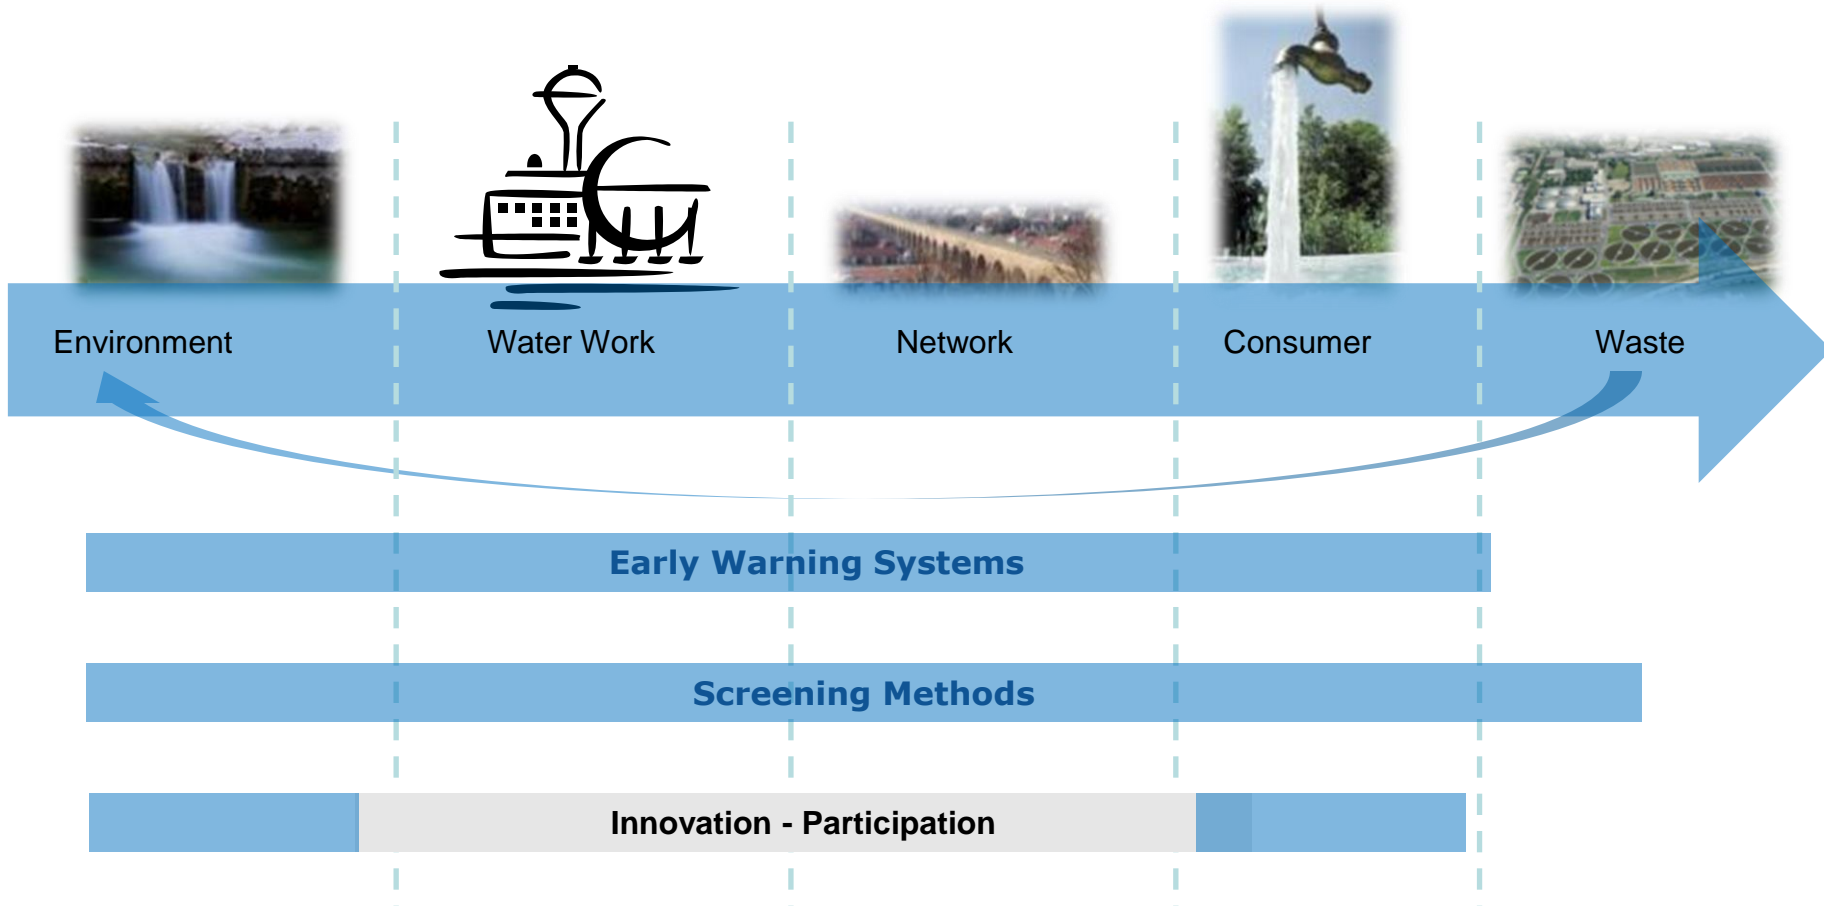 Environment
Water Work
Network
Consumer
Waste
Early Warning Systems
Screening Methods
Innovation - Participation